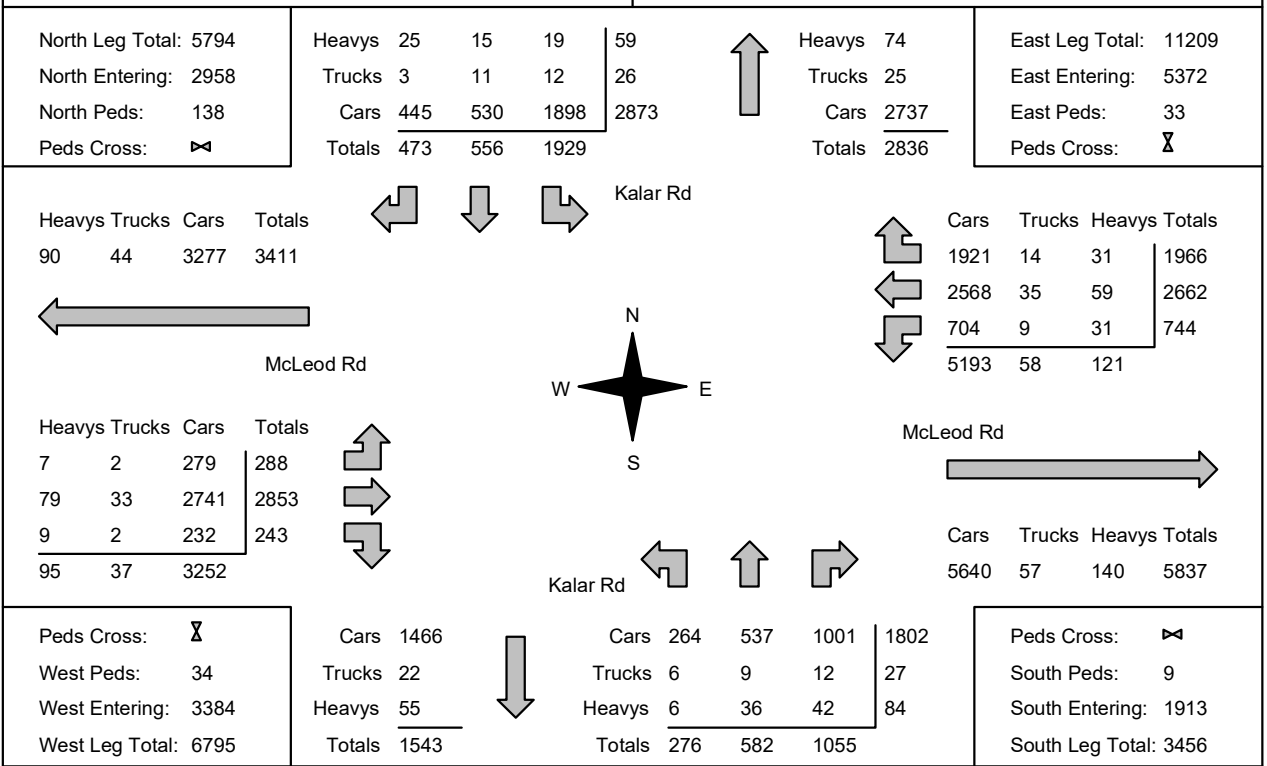 North Leg Total: 5794
North Entering: 2958
North Peds: 138
Peds Cross:
Heavys 25 15 19 59
Trucks 3 11 12 26
Cars 445 530 1898 2873
Totals 473 556 1929
Heavys 74
Trucks 25
Cars 2737
Totals 2836
East Leg Total: 11209
East Entering: 5372
East Peds: 33
Peds Cross:
Kalar Rd
Heavys Trucks Cars Totals
90 44 3277 3411
Cars Trucks Heavys Totals
1921 14 31 1966
2568 35 59 2662
704 9 31 744
5193 58 121
McLeod Rd
N
W E
S
Heavys Trucks Cars Totals
7 2 279 288
79 33 2741 2853
9 2 232 243
95 37 3252
McLeod Rd
Cars Trucks Heavys Totals
5640 57 140 5837
Kalar Rd
Peds Cross:
West Peds: 34
West Entering: 3384
West Leg Total: 6795
Cars 1466
Trucks 22
Heavys 55
Totals 1543
Cars 264 537 1001 1802
Trucks 6 9 12 27
Heavys 6 36 42 84
Totals 276 582 1055
Peds Cross:
South Peds: 9
South Entering: 1913
South Leg Total: 3456